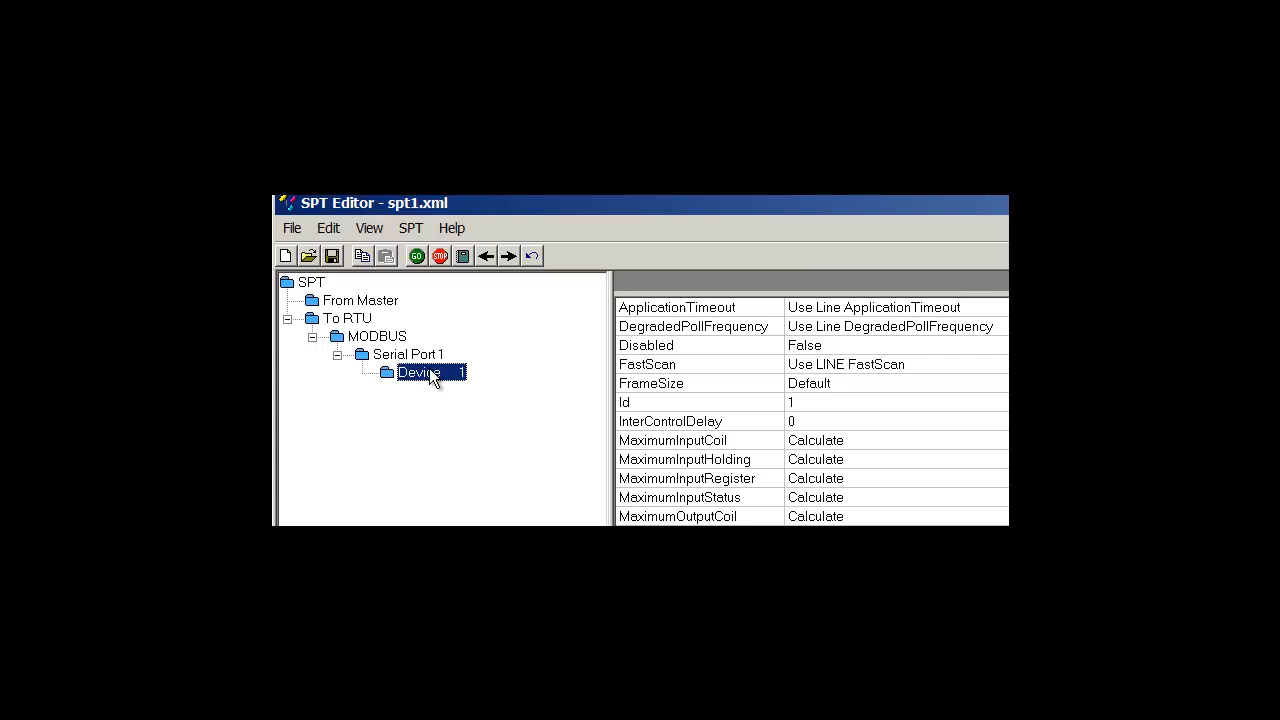 SPT Editor - spt1.xml
File Edit View SPT Help
GO STOP
SPT
From Master
To RTU
MODBUS
Serial Port 1
Device 1
ApplicationTimeout Use Line ApplicationTimeout
DegradedPollFrequency Use Line DegradedPollFrequency
Disabled False
FastScan Use LINE FastScan
FrameSize Default
Id 1
InterControlDelay 0
MaximumInputCoil Calculate
MaximumInputHolding Calculate
MaximumInputRegister Calculate
MaximumInputStatus Calculate
MaximumOutputCoil Calculate